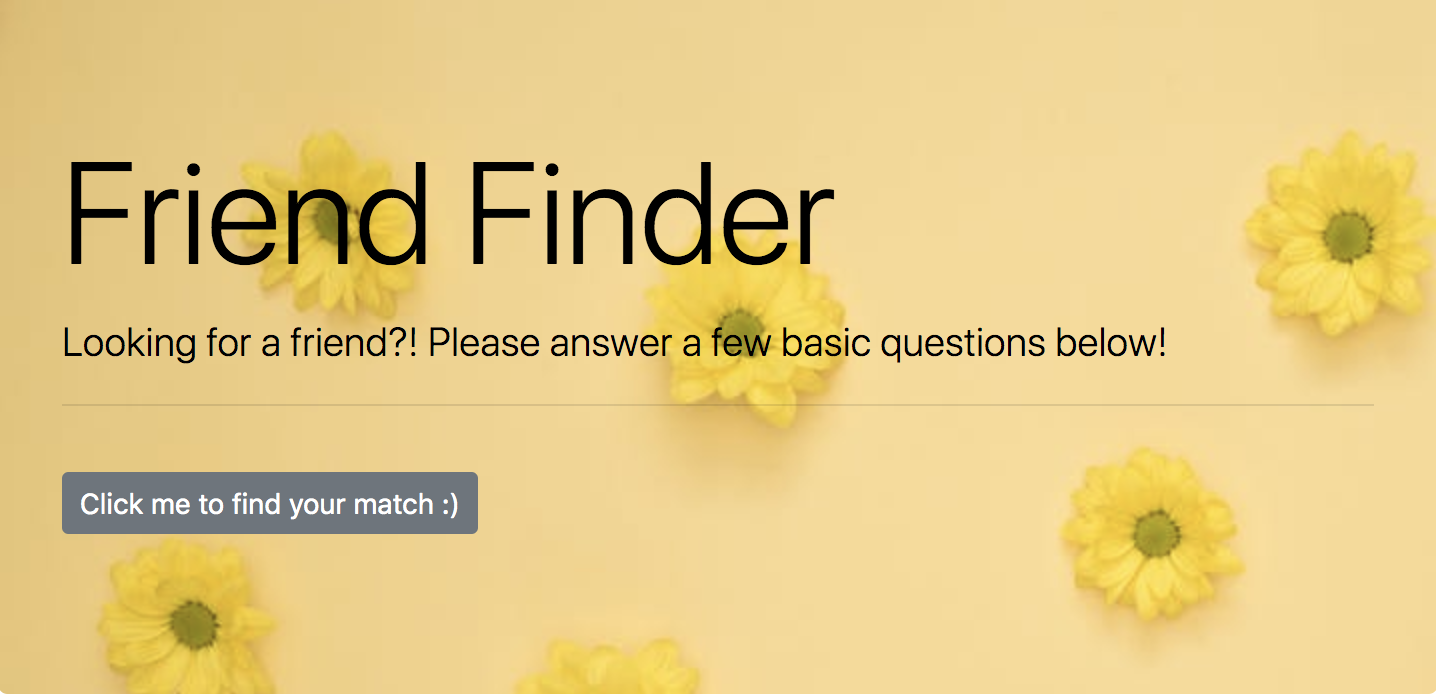 Friend Finder
Looking for a friend?! Please answer a few basic questions below!
Click me to find your match :)